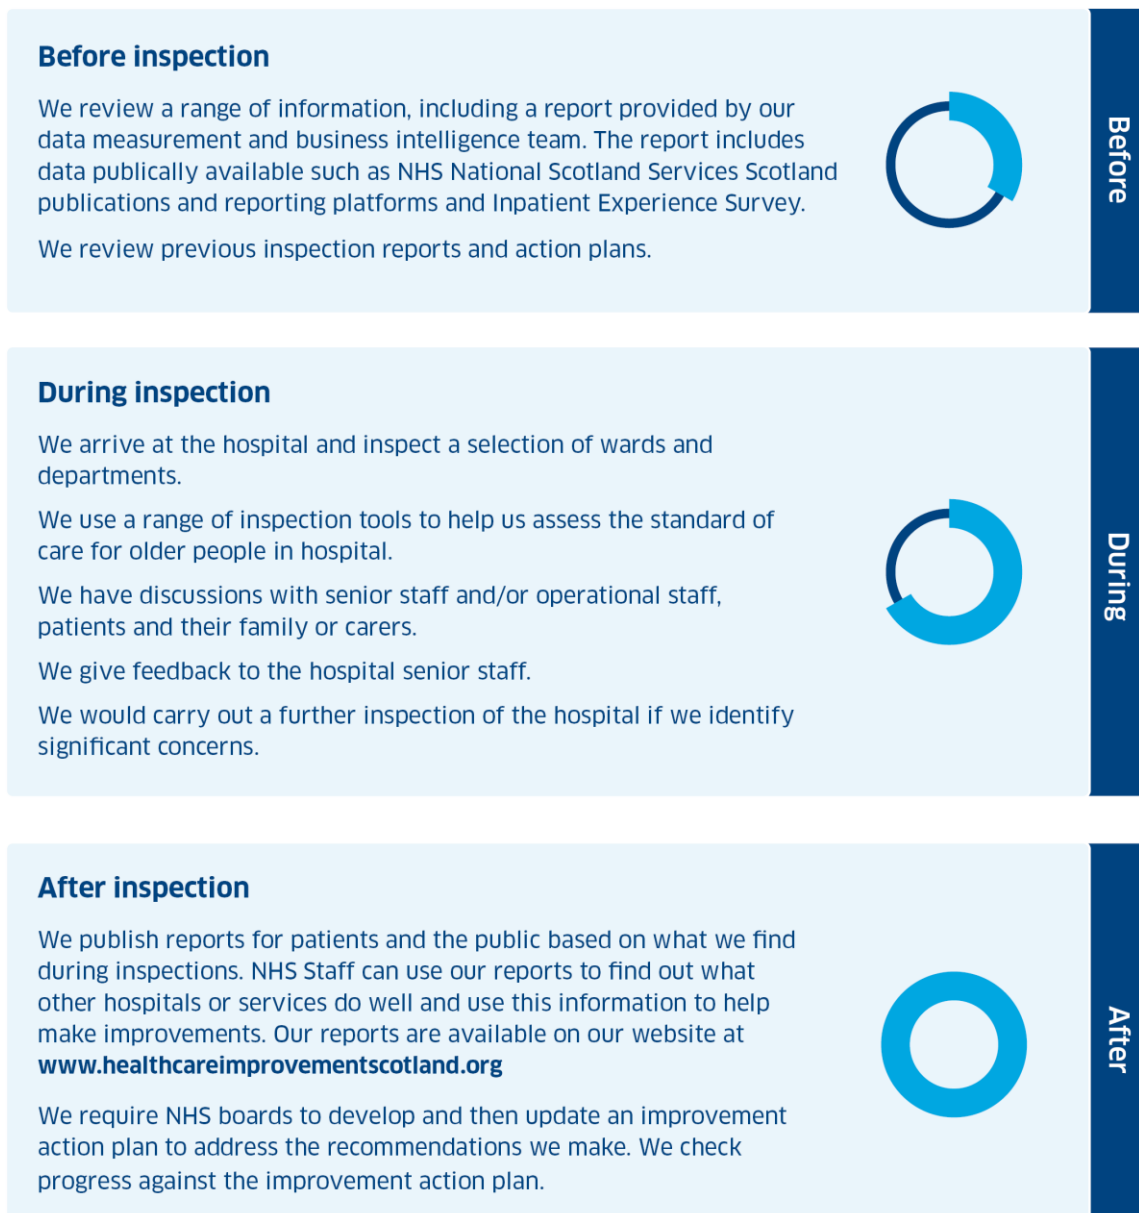 Before inspection
We review a range of information, including a report provided by our
data measurement and business intelligence team. The report includes
data publically available such as NHS National Scotland Services Scotland
publications and reporting platforms and Inpatient Experience Survey.
We review previous inspection reports and action plans.
Before
During inspection
We arrive at the hospital and inspect a selection of wards and
departments.
We use a range of inspection tools to help us assess the standard of
care for older people in hospital.
We have discussions with senior staff and/or operational staff,
patients and their family or carers.
We give feedback to the hospital senior staff.
We would carry out a further inspection of the hospital if we identify
significant concerns.
During
After inspection
We publish reports for patients and the public based on what we find
during inspections. NHS Staff can use our reports to find out what
other hospitals or services do well and use this information to help
make improvements. Our reports are available on our website at
www.healthcareimprovementscotland.org
We require NHS boards to develop and then update an improvement
action plan to address the recommendations we make. We check
progress against the improvement action plan.
After